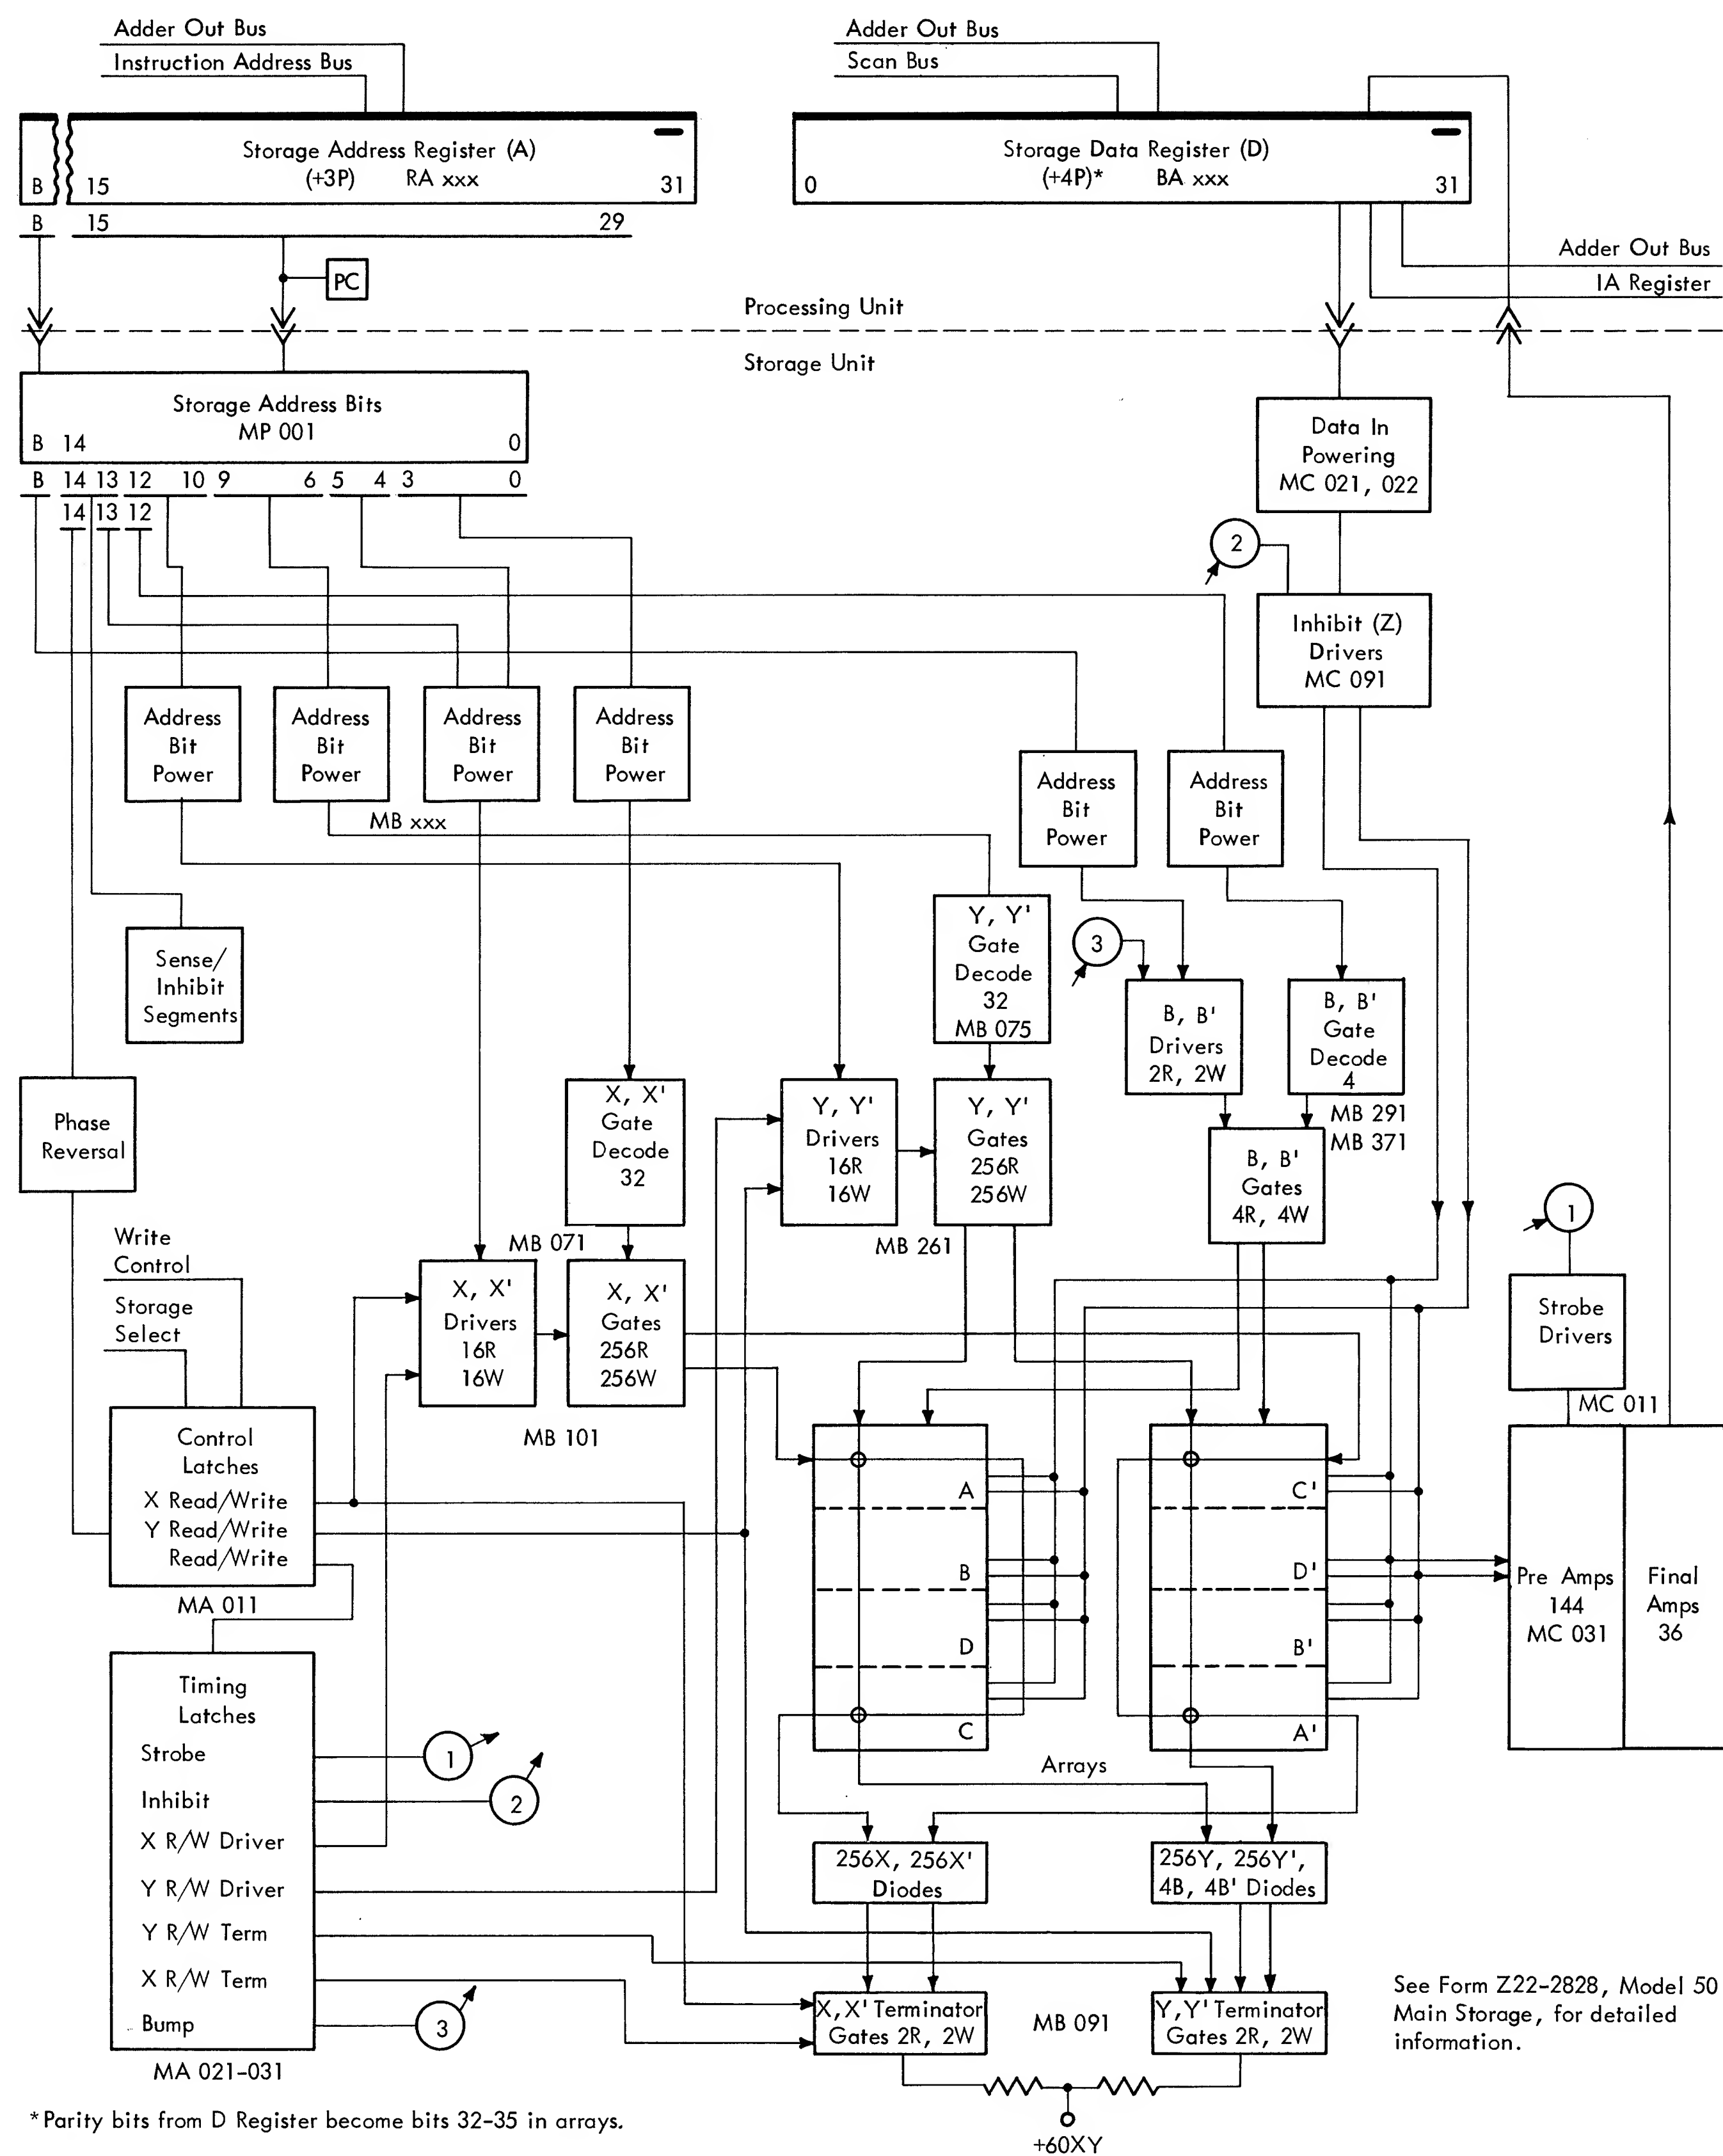 Adder Out Bus
Instruction Address Bus
Storage Address Register (A)
(+3P) RA xxx
B 15 31
B 15 29
PC
Adder Out Bus
Scan Bus
Storage Data Register (D)
(+4P)* BA xxx
0 31
Adder Out Bus
IA Register
Processing Unit
Storage Unit
Storage Address Bits
MP 001
B 14 0
B 14 13 12 10 9 6 5 4 3 0
14 13 12
Data In
Powering
MC 021, 022
2
Inhibit (Z)
Drivers
MC 091
Address
Bit
Power
Address
Bit
Power
Address
Bit
Power
Address
Bit
Power
MB xxx
Address
Bit
Power
Address
Bit
Power
Sense/
Inhibit
Segments
Y, Y'
Gate
Decode
32
MB 075
3
B, B'
Drivers
2R, 2W
B, B'
Gate
Decode
4
MB 291
MB 371
Phase
Reversal
X, X'
Gate
Decode
32
Y, Y'
Drivers
16R
16W
Y, Y'
Gates
256R
256W
MB 261
B, B'
Gates
4R, 4W
1
Strobe
Drivers
MC 011
Write
Control
Storage
Select
MB 071
X, X'
Drivers
16R
16W
X, X'
Gates
256R
256W
MB 101
Control
Latches
X Read/Write
Y Read/Write
Read/Write
MA 011
A
B
D
C
C'
D'
B'
A'
Arrays
Pre Amps
144
MC 031
Final
Amps
36
Timing
Latches
Strobe
Inhibit
X R/W Driver
Y R/W Driver
Y R/W Term
X R/W Term
Bump
1
2
3
MA 021-031
256X, 256X'
Diodes
256Y, 256Y',
4B, 4B' Diodes
X,X' Terminator
Gates 2R, 2W
MB 091
Y,Y' Terminator
Gates 2R, 2W
+60XY
See Form Z22-2828, Model 50
Main Storage, for detailed
information.
*Parity bits from D Register become bits 32-35 in arrays.